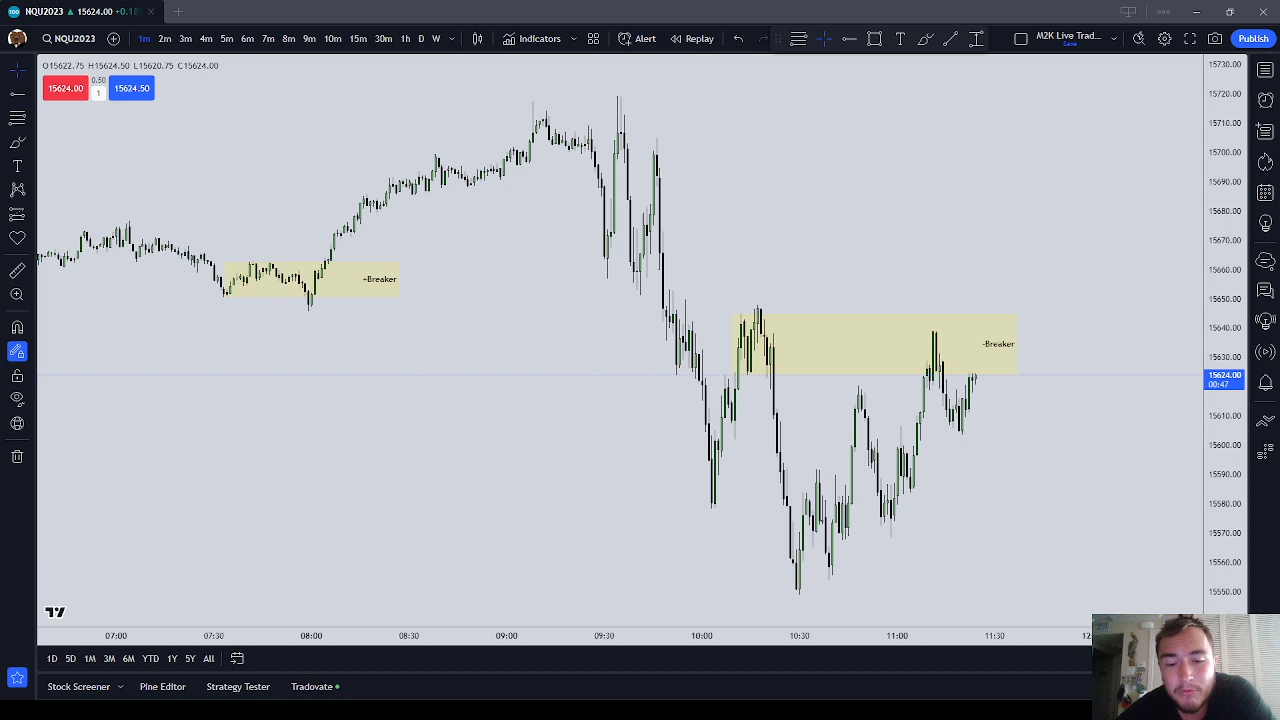 NQU2023 15624.00 +0.18%
NQU2023 1m 2m 3m 4m 5m 6m 7m 8m 9m 10m 15m 30m 1h D W Indicators Alert Replay M2K Live Trad... Save Publish
O15622.75 H15624.50 L15620.75 C15624.00
15624.00 0.50 1 15624.50
15730.00
15720.00
15710.00
15700.00
15690.00
15680.00
15670.00
15660.00
15650.00
15640.00
15630.00
15624.00
00:47
15610.00
15600.00
15590.00
15580.00
15570.00
15560.00
15550.00
+Breaker
-Breaker
07:00 07:30 08:00 08:30 09:00 09:30 10:00 10:30 11:00 11:30
1D 5D 1M 3M 6M YTD 1Y 5Y All
Stock Screener Pine Editor Strategy Tester Tradovate